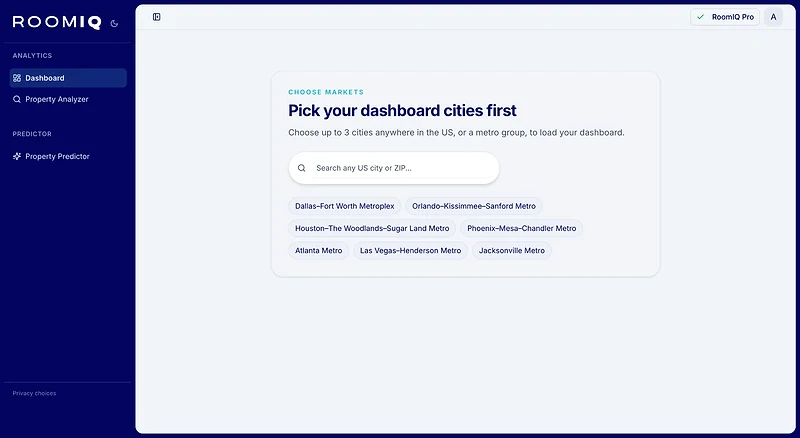 ROOMIQ
ANALYTICS
Dashboard
Property Analyzer
PREDICTOR
Property Predictor
Privacy choices
RoomIQ Pro
A
CHOOSE MARKETS
Pick your dashboard cities first
Choose up to 3 cities anywhere in the US, or a metro group, to load your dashboard.
Search any US city or ZIP...
Dallas–Fort Worth Metroplex
Orlando–Kissimmee–Sanford Metro
Houston–The Woodlands–Sugar Land Metro
Phoenix–Mesa–Chandler Metro
Atlanta Metro
Las Vegas–Henderson Metro
Jacksonville Metro